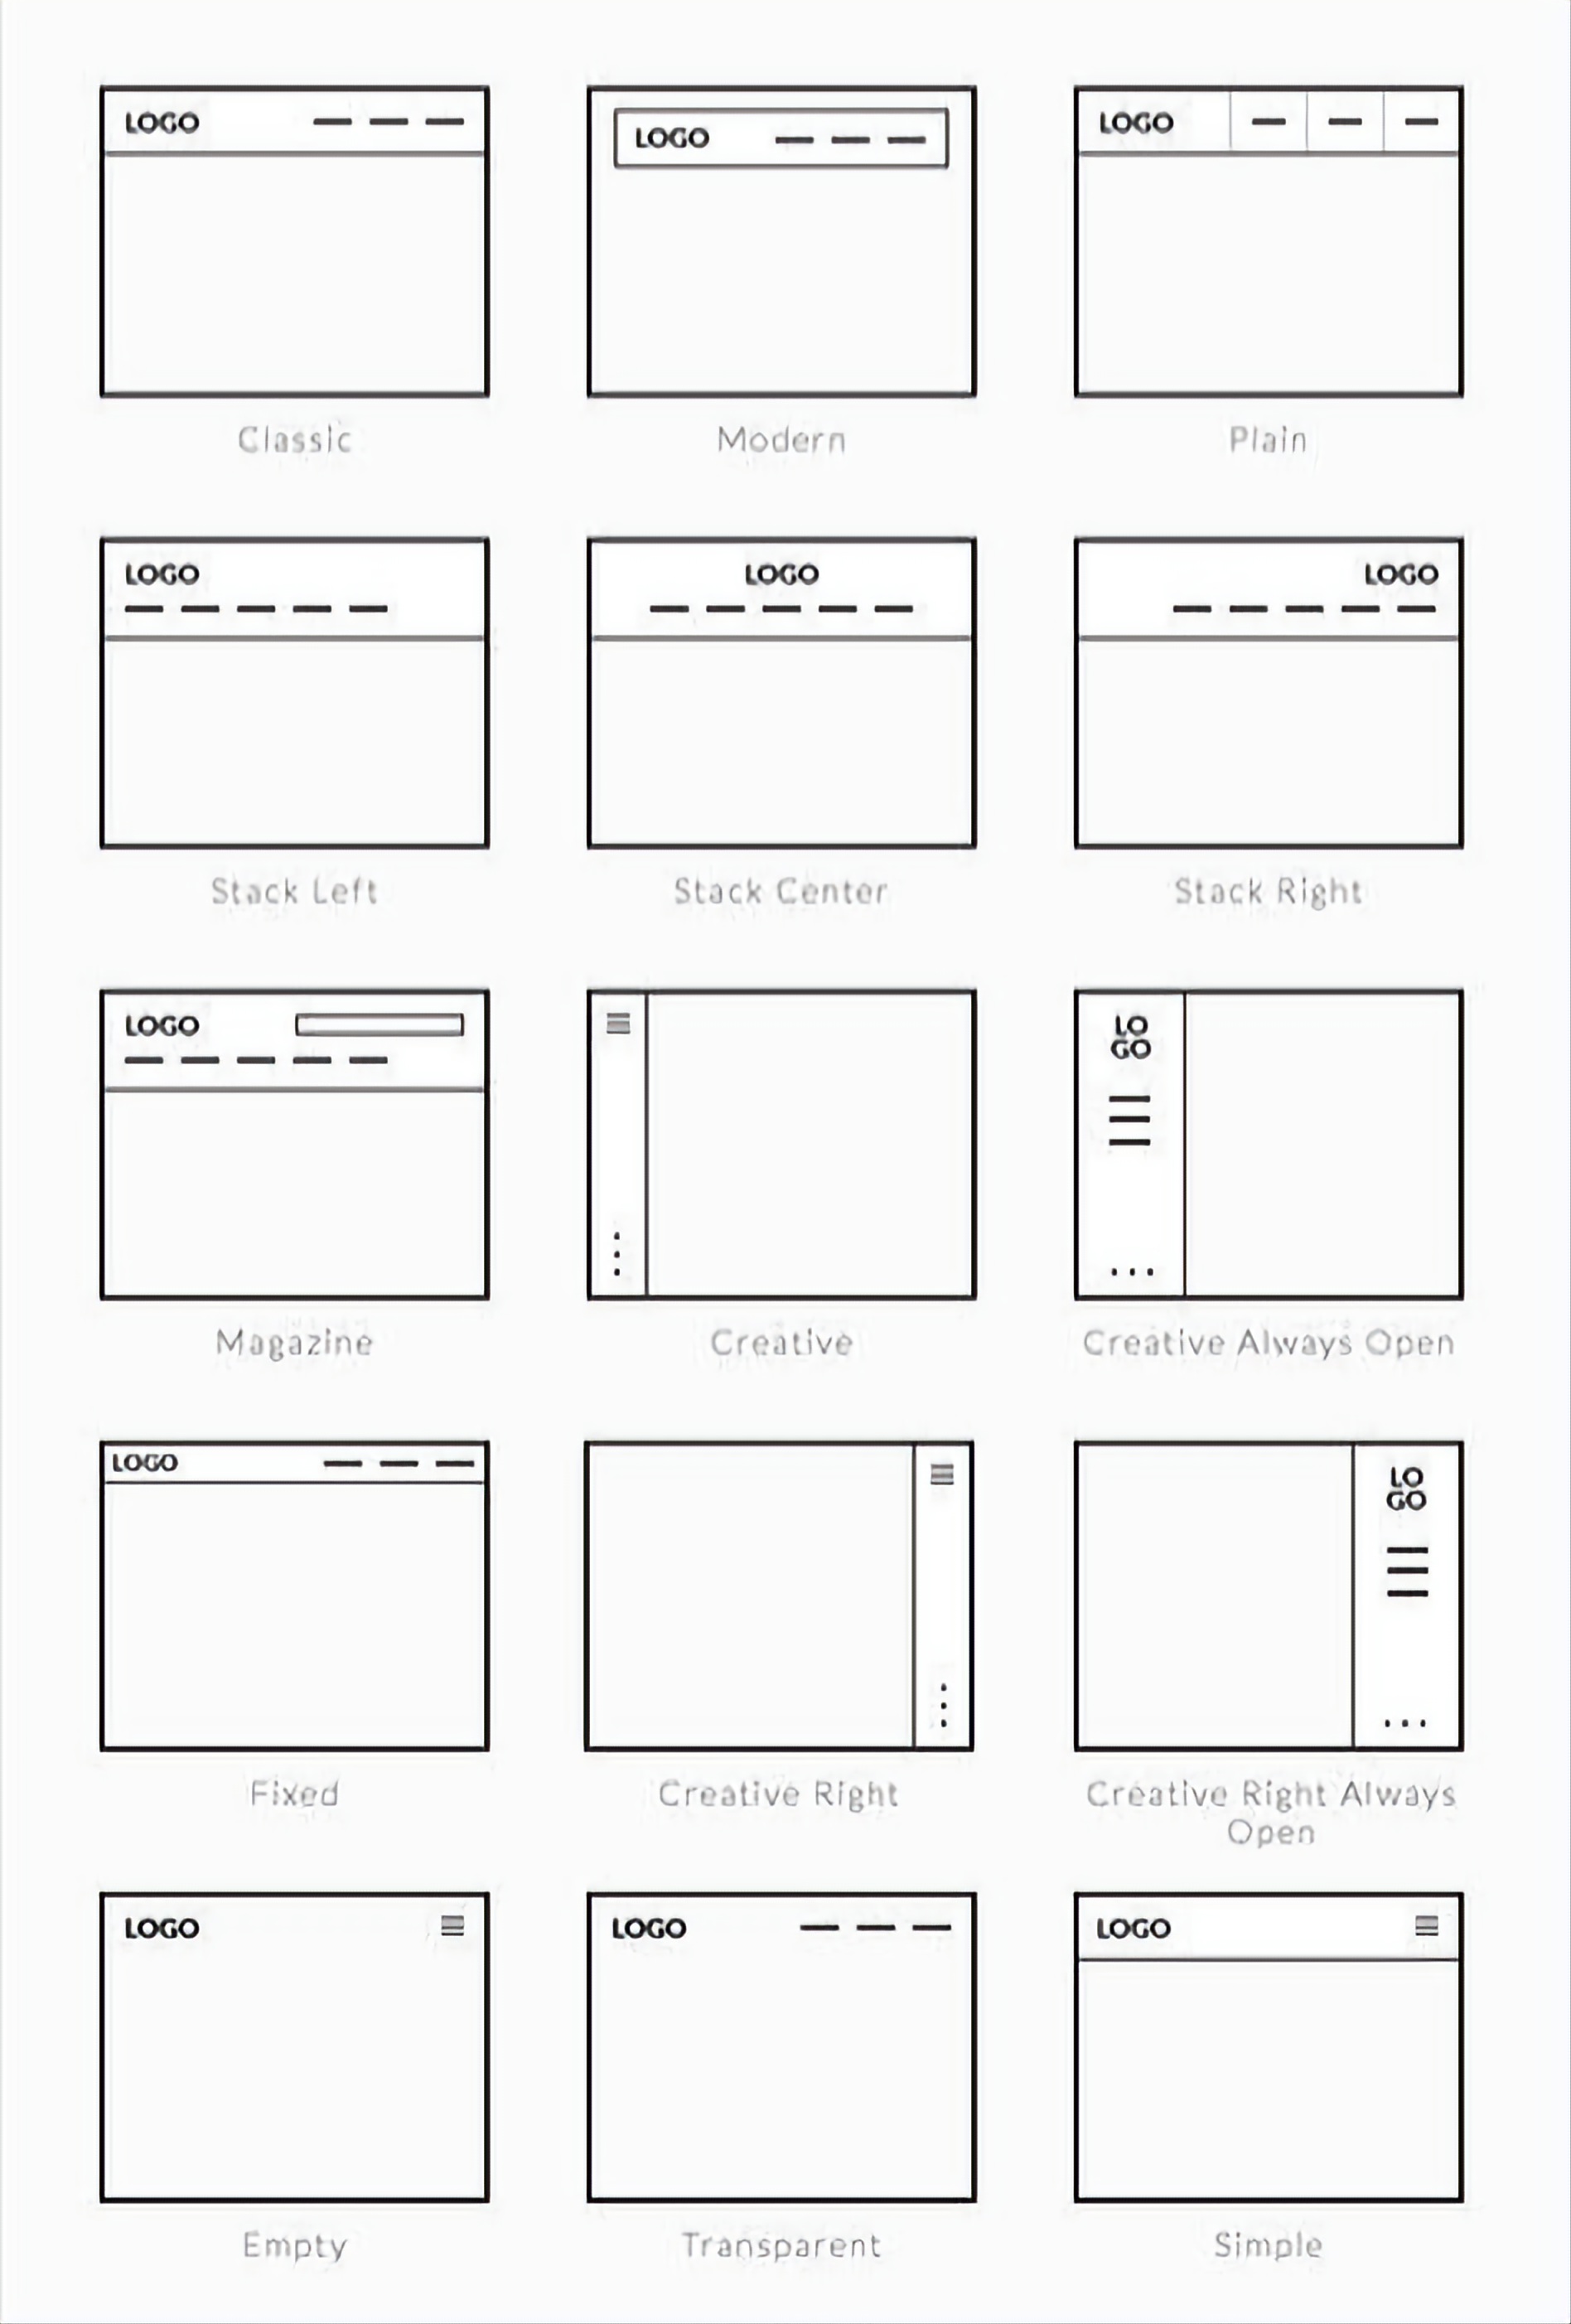 LOGO LOGO LOGO
Classic Modern Plain
LOGO LOGO LOGO
Stack Left Stack Center Stack Right
LOGO LO
GO
Magazine Creative Creative Always Open
LOGO LO
GO
Fixed Creative Right Creative Right Always
Open
LOGO LOGO LOGO
Empty Transparent Simple